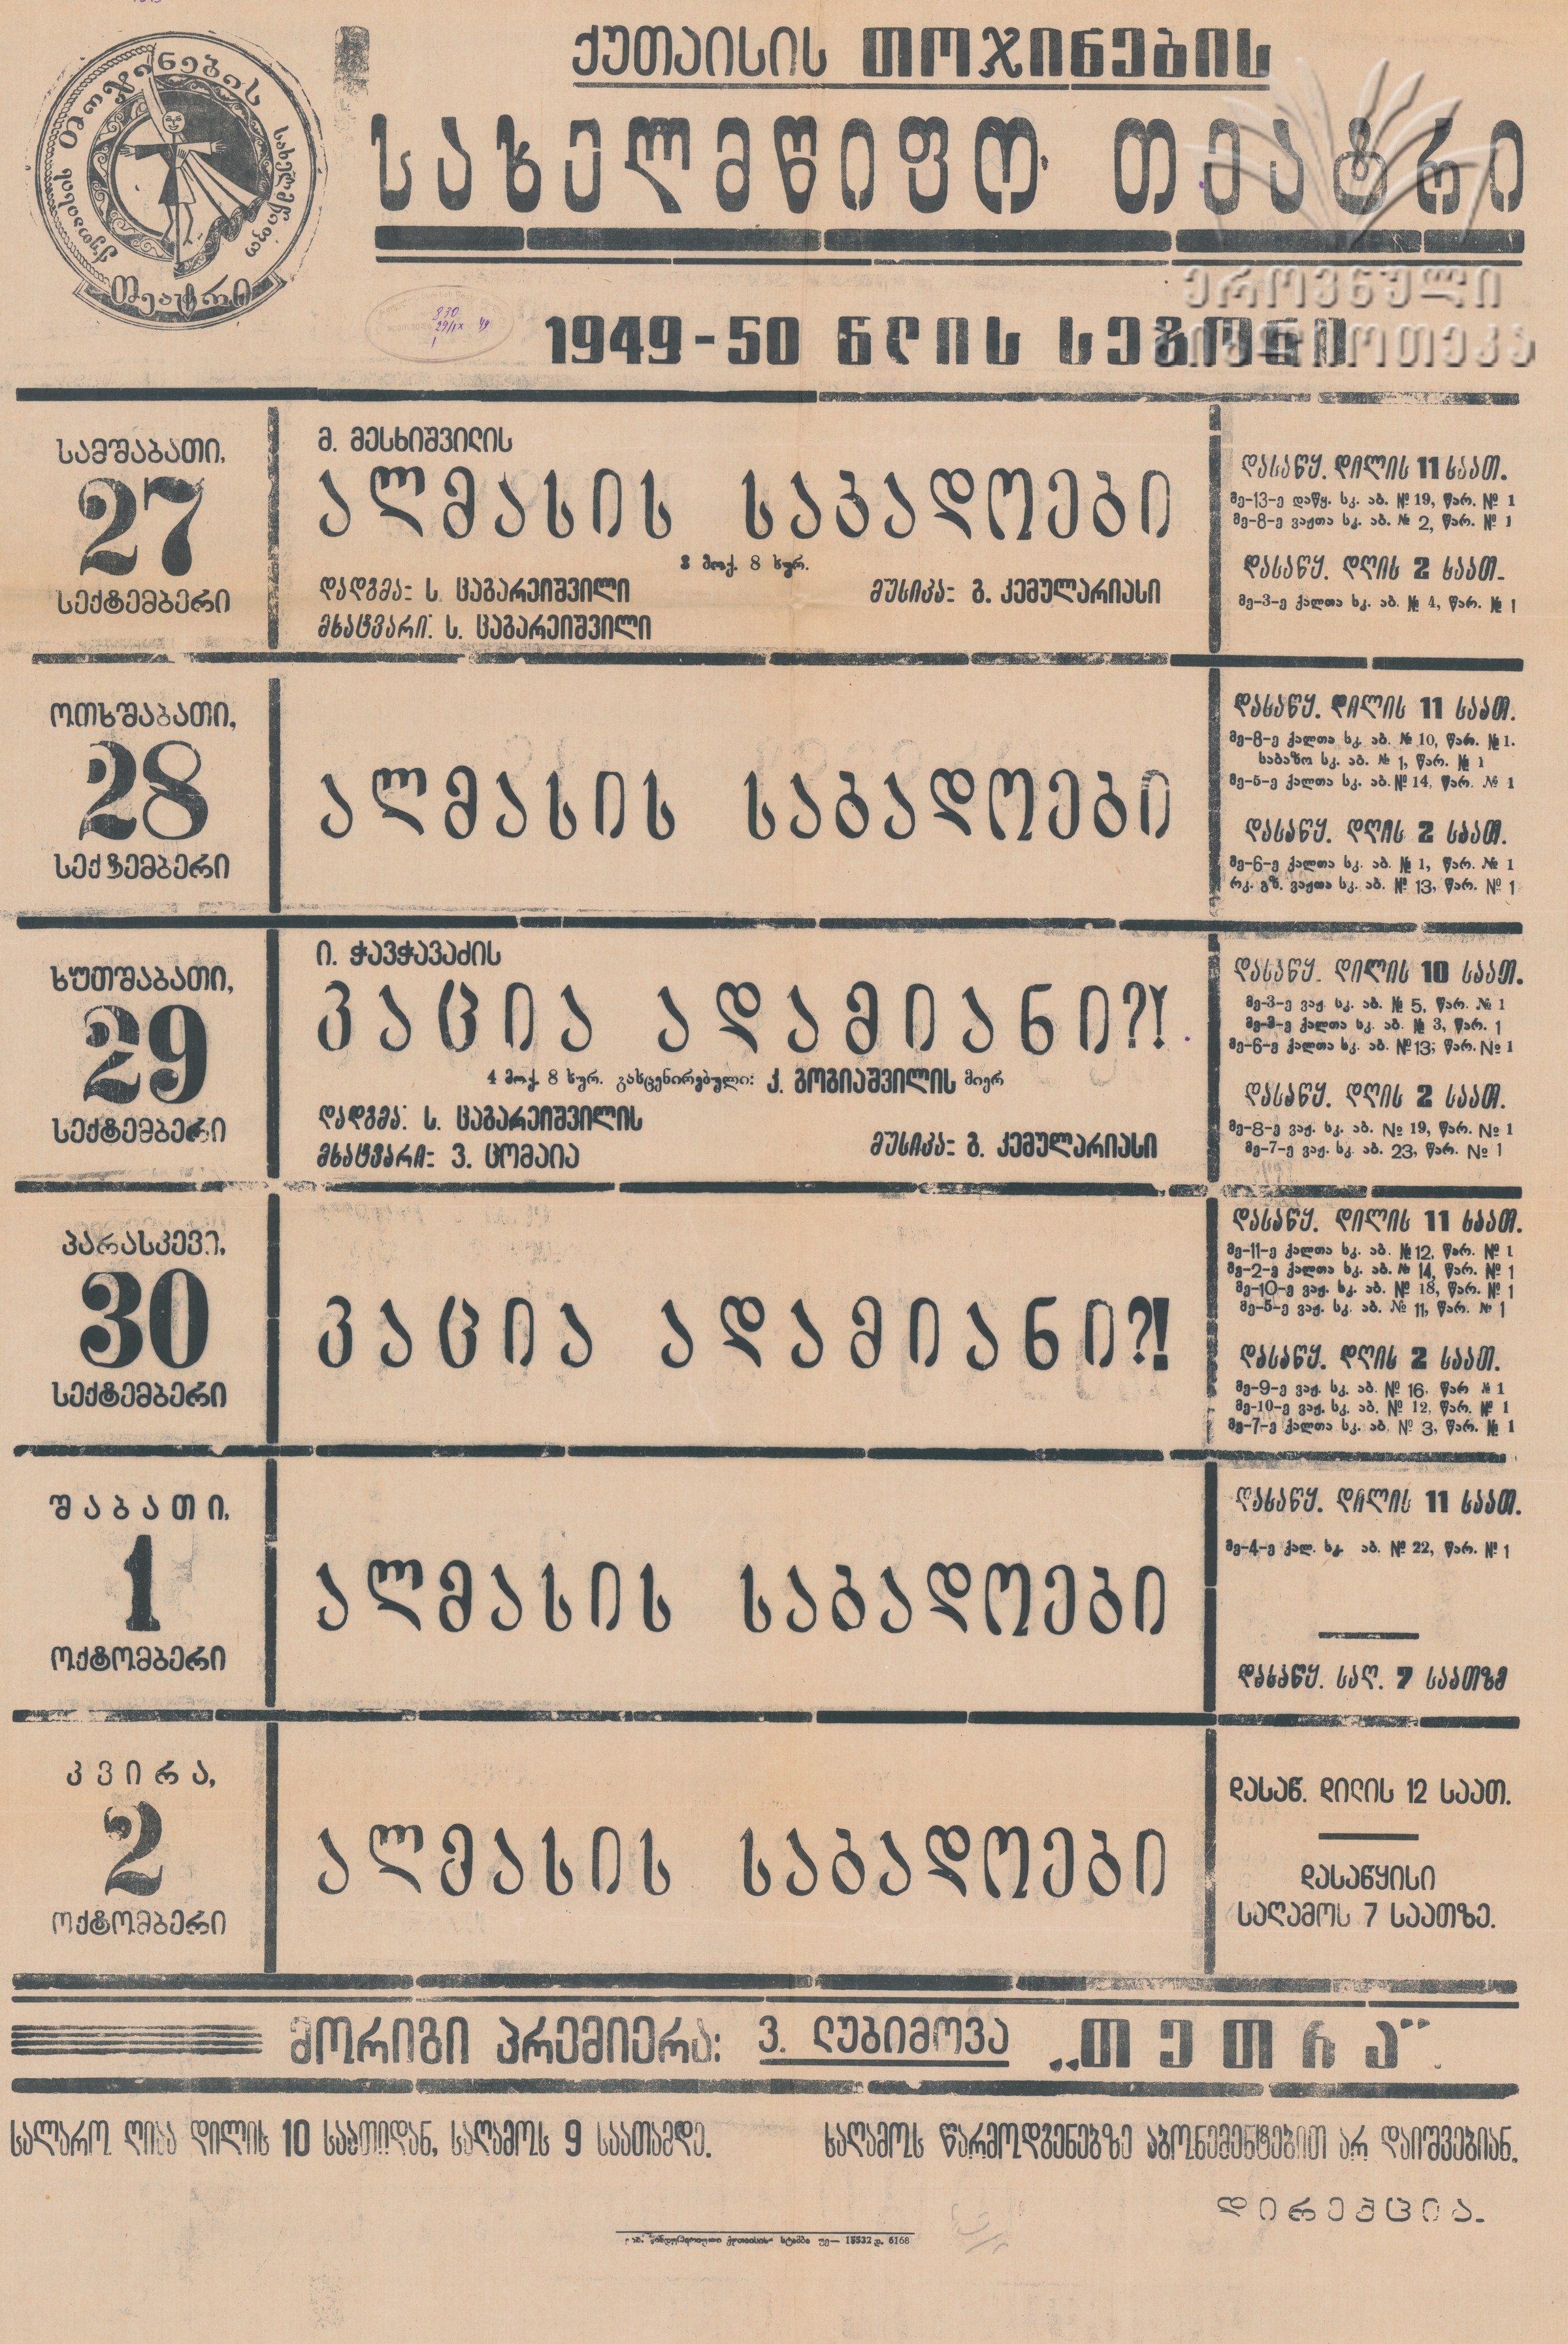 ქუთაისის თოჯინების
სახელმწიფო თეატრი
ქუთაისის თოჯინების სახელმწიფო
თეატრი
ეროვნული
ბიბლიოთეკა
830
29/IX 49
1949-50 წლის სეზონი
სამშაბათი,
27
სექტემბერი
მ. მესხიშვილის
ალმასის საბადოები
3 მოქ. 8 სურ.
დადგმა: ს. ცაგარეიშვილი
მუსიკა: გ. კემულარიასი
მხატვარი: ს. ცაგარეიშვილი
დასაწყ. დილის 11 საათ.
მე-13-ე დაწყ. სკ. აბ. № 19, წარ. № 1
მე-8-ე ვაჟთა სკ. აბ. № 2, წარ. № 1
დასაწყ. დღის 2 საათ.
მე-3-ე ქალთა სკ. აბ. № 4, წარ. № 1
ოთხშაბათი,
28
სექტემბერი
ალმასის საბადოები
დასაწყ. დილის 11 საათ.
მე-8-ე ქალთა სკ. აბ. № 10, წარ. № 1.
საბაზო სკ. აბ. № 1, წარ. № 1
მე-5-ე ქალთა სკ. აბ. № 14, წარ. № 1
დასაწყ. დღის 2 საათ.
მე-6-ე ქალთა სკ. აბ. № 1, წარ. № 1
რკ. გზ. ვაჟთა სკ. აბ. № 13, წარ. № 1
ხუთშაბათი,
29
სექტემბერი
ი. ჭავჭავაძის
კაცია ადამიანი?!
4 მოქ. 8 სურ. გასცენირებული: კ. გოგიაშვილის მიერ
დადგმა: ს. ცაგარეიშვილის
მხატვარი: ვ. ცომაია
მუსიკა: გ. კემულარიასი
დასაწყ. დილის 10 საათ.
მე-3-ე ვაჟ. სკ. აბ. № 5, წარ. № 1
მე-3-ე ქალთა სკ. აბ. № 3, წარ. 1
მე-6-ე ქალთა სკ. აბ. № 13; წარ. № 1
დასაწყ. დღის 2 საათ.
მე-8-ე ვაჟ. სკ. აბ. № 19, წარ. № 1
მე-7-ე ვაჟ. სკ. აბ. 23, წარ. № 1
პარასკევი,
30
სექტემბერი
კაცია ადამიანი?!
დასაწყ. დილის 11 საათ.
მე-11-ე ქალთა სკ. აბ. № 12, წარ. № 1
მე-2-ე ქალთა სკ. აბ. № 14, წარ. № 1
მე-10-ე ვაჟ. სკ. აბ. № 18, წარ. № 1
მე-5-ე ვაჟ. სკ. აბ. № 11, წარ. № 1
დასაწყ. დღის 2 საათ.
მე-9-ე ვაჟ. სკ. აბ. № 16, წარ № 1
მე-10-ე ვაჟ. სკ. აბ. № 12, წარ. № 1
მე-7-ე ქალთა სკ. აბ. № 3, წარ. № 1
შაბათი,
1
ოქტომბერი
ალმასის საბადოები
დასაწყ. დილის 11 საათ.
მე-4-ე ქალ. სკ. აბ. № 22, წარ. № 1
დასაწყ. საღ. 7 საათზე
კვირა,
2
ოქტომბერი
ალმასის საბადოები
დასაწ. დილის 12 საათ.
დასაწყისი
საღამოს 7 საათზე.
მორიგი პრემიერა: ვ. ლუბიმოვა „თეთრა“
სალარო ღიაა დილის 10 საათიდან, საღამოს 9 საათამდე.
საღამოს წარმოდგენებზე აბონემენტებით არ დაიშვებიან.
დირექცია.
სტამბა უე— 15532 დ. 6168